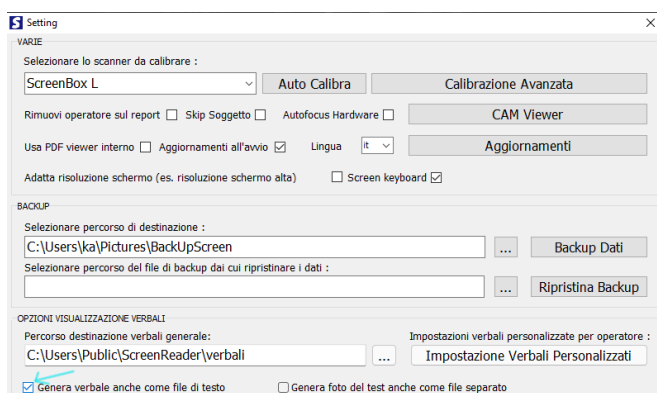 Setting
VARIE
Selezionare lo scanner da calibrare :
ScreenBox L Auto Calibra Calibrazione Avanzata
Rimuovi operatore sul report Skip Soggetto Autofocus Hardware CAM Viewer
Usa PDF viewer interno Aggiornamenti all'avvio Lingua it Aggiornamenti
Adatta risoluzione schermo (es. risoluzione schermo alta) Screen keyboard
BACKUP
Selezionare percorso di destinazione :
C:\Users\ka\Pictures\BackUpScreen ... Backup Dati
Selezionare percorso del file di backup dai cui ripristinare i dati :
... Ripristina Backup
OPZIONI VISUALIZZAZIONE VERBALI
Percorso destinazione verbali generale: Impostazioni verbali personalizzate per operatore :
C:\Users\Public\ScreenReader\verbali ... Impostazione Verbali Personalizzati
Genera verbale anche come file di testo Genera foto del test anche come file separato